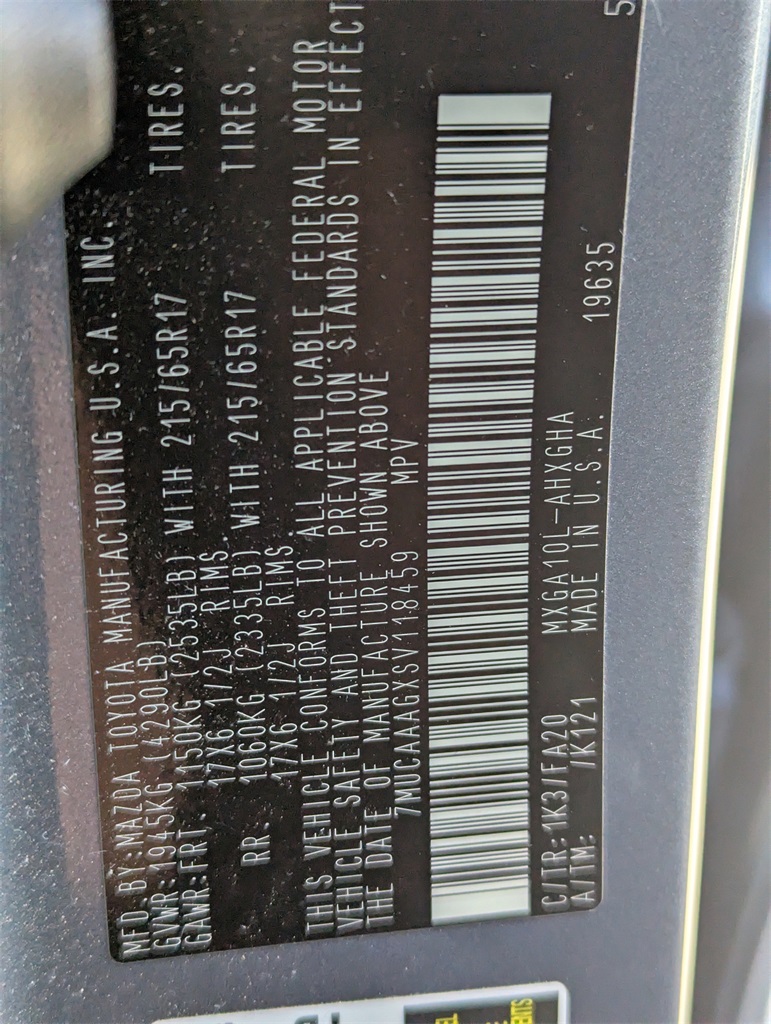 MFD. BY: MAZDA TOYOTA MANUFACTURING U.S.A. INC.
GVWR: 1945KG (4290LB)
GAWR: FRT. 1150KG (2535LB) WITH 215/65R17 TIRES.
17X6 1/2J RIMS.
RR. 1060KG (2335LB) WITH 215/65R17 TIRES.
17X6 1/2J RIMS
THIS VEHICLE CONFORMS TO ALL APPLICABLE FEDERAL MOTOR
VEHICLE SAFETY AND THEFT PREVENTION STANDARDS IN EFFECT
THE DATE OF MANUFACTURE SHOWN ABOVE
7MUCAAAGXSV118459 MPV
C/TR: 1K3/FA20 MXGA10L-AHXGHA
A/TM: /K121 MADE IN U.S.A. 19635
5